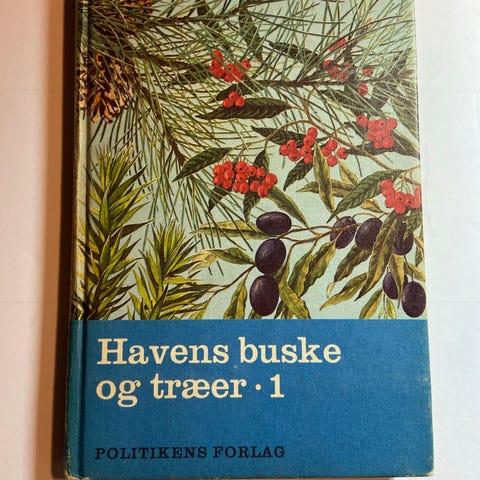 Havens buske
og træer · 1
POLITIKENS FORLAG